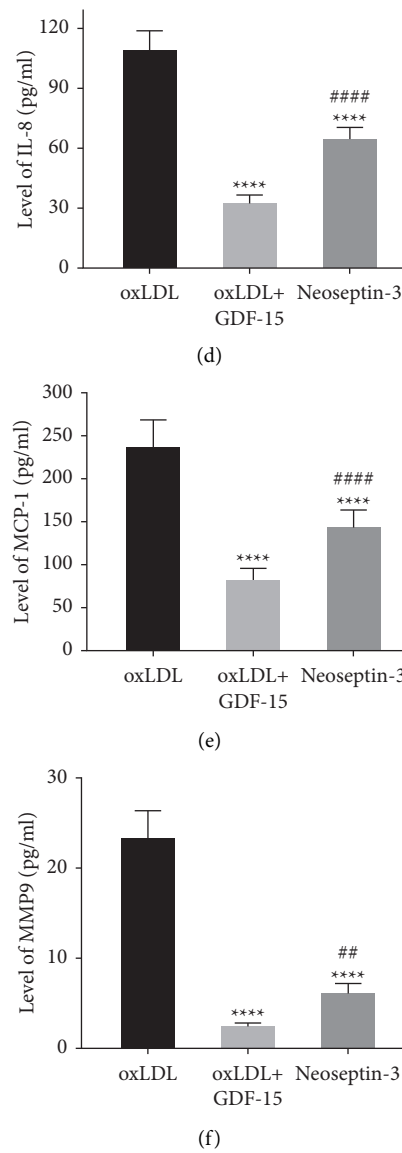 Level of IL-8 (pg/ml)
120
90
60
30
0
****
####
****
oxLDL
oxLDL+
GDF-15
Neoseptin-3
(d)
Level of MCP-1 (pg/ml)
300
250
200
150
100
50
0
****
####
****
oxLDL
oxLDL+
GDF-15
Neoseptin-3
(e)
Level of MMP9 (pg/ml)
30
20
10
0
****
##
****
oxLDL
oxLDL+
GDF-15
Neoseptin-3
(f)